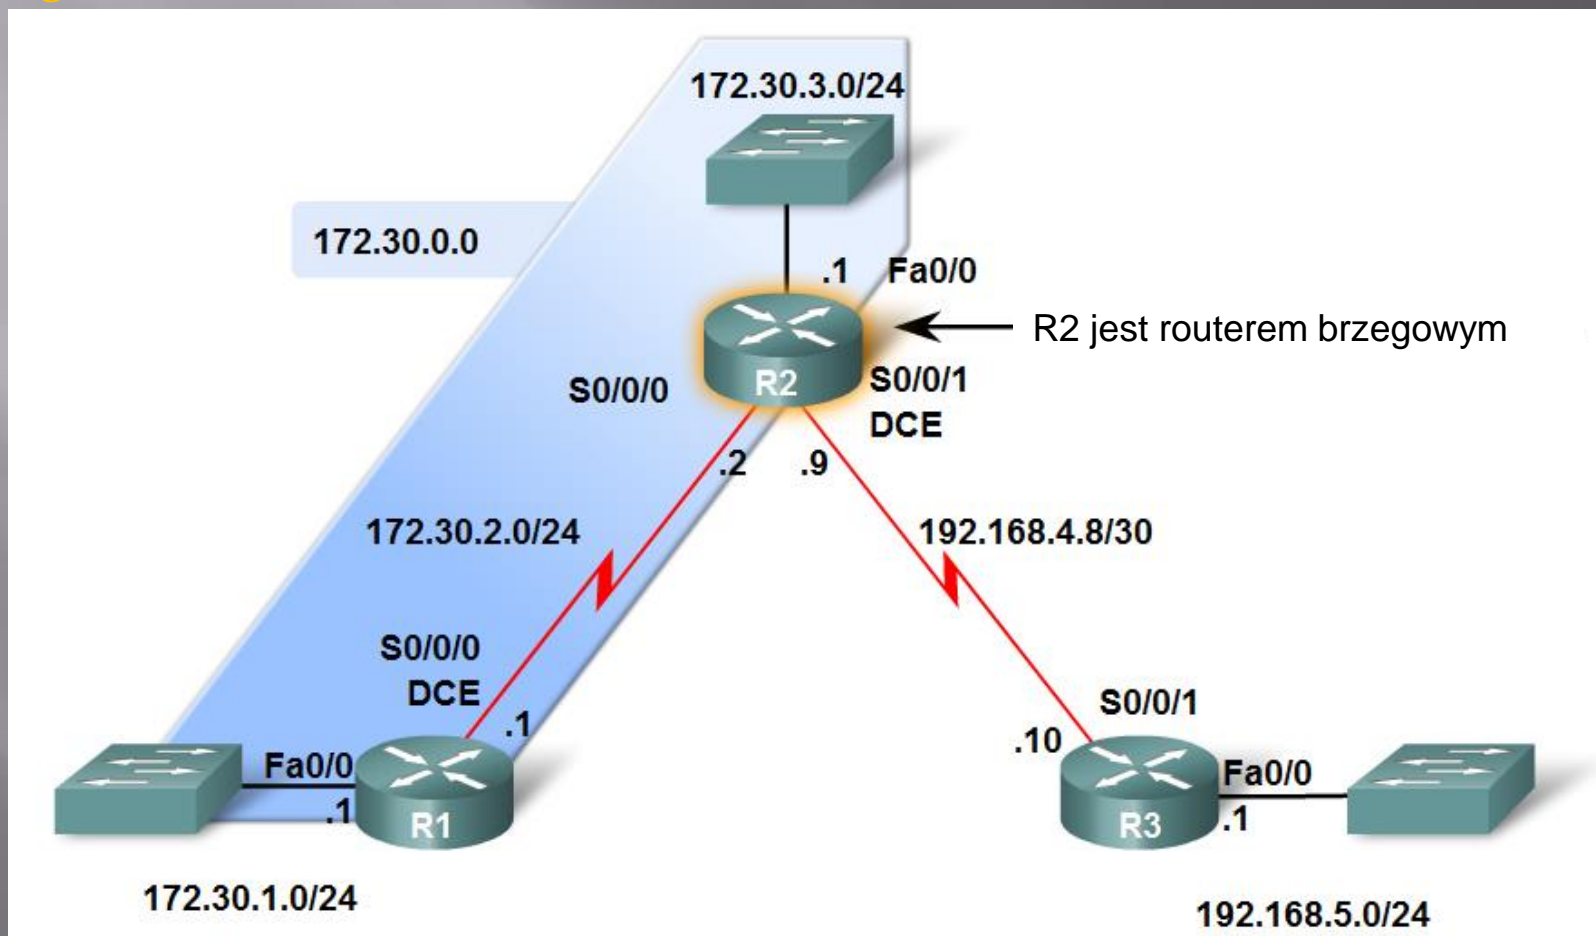 172.30.3.0/24
172.30.0.0
.1
Fa0/0
R2 jest routerem brzegowym
R2
S0/0/0
S0/0/1
DCE
.2
.9
172.30.2.0/24
192.168.4.8/30
S0/0/0
DCE
.1
S0/0/1
.10
Fa0/0
.1
R1
R3
Fa0/0
.1
172.30.1.0/24
192.168.5.0/24